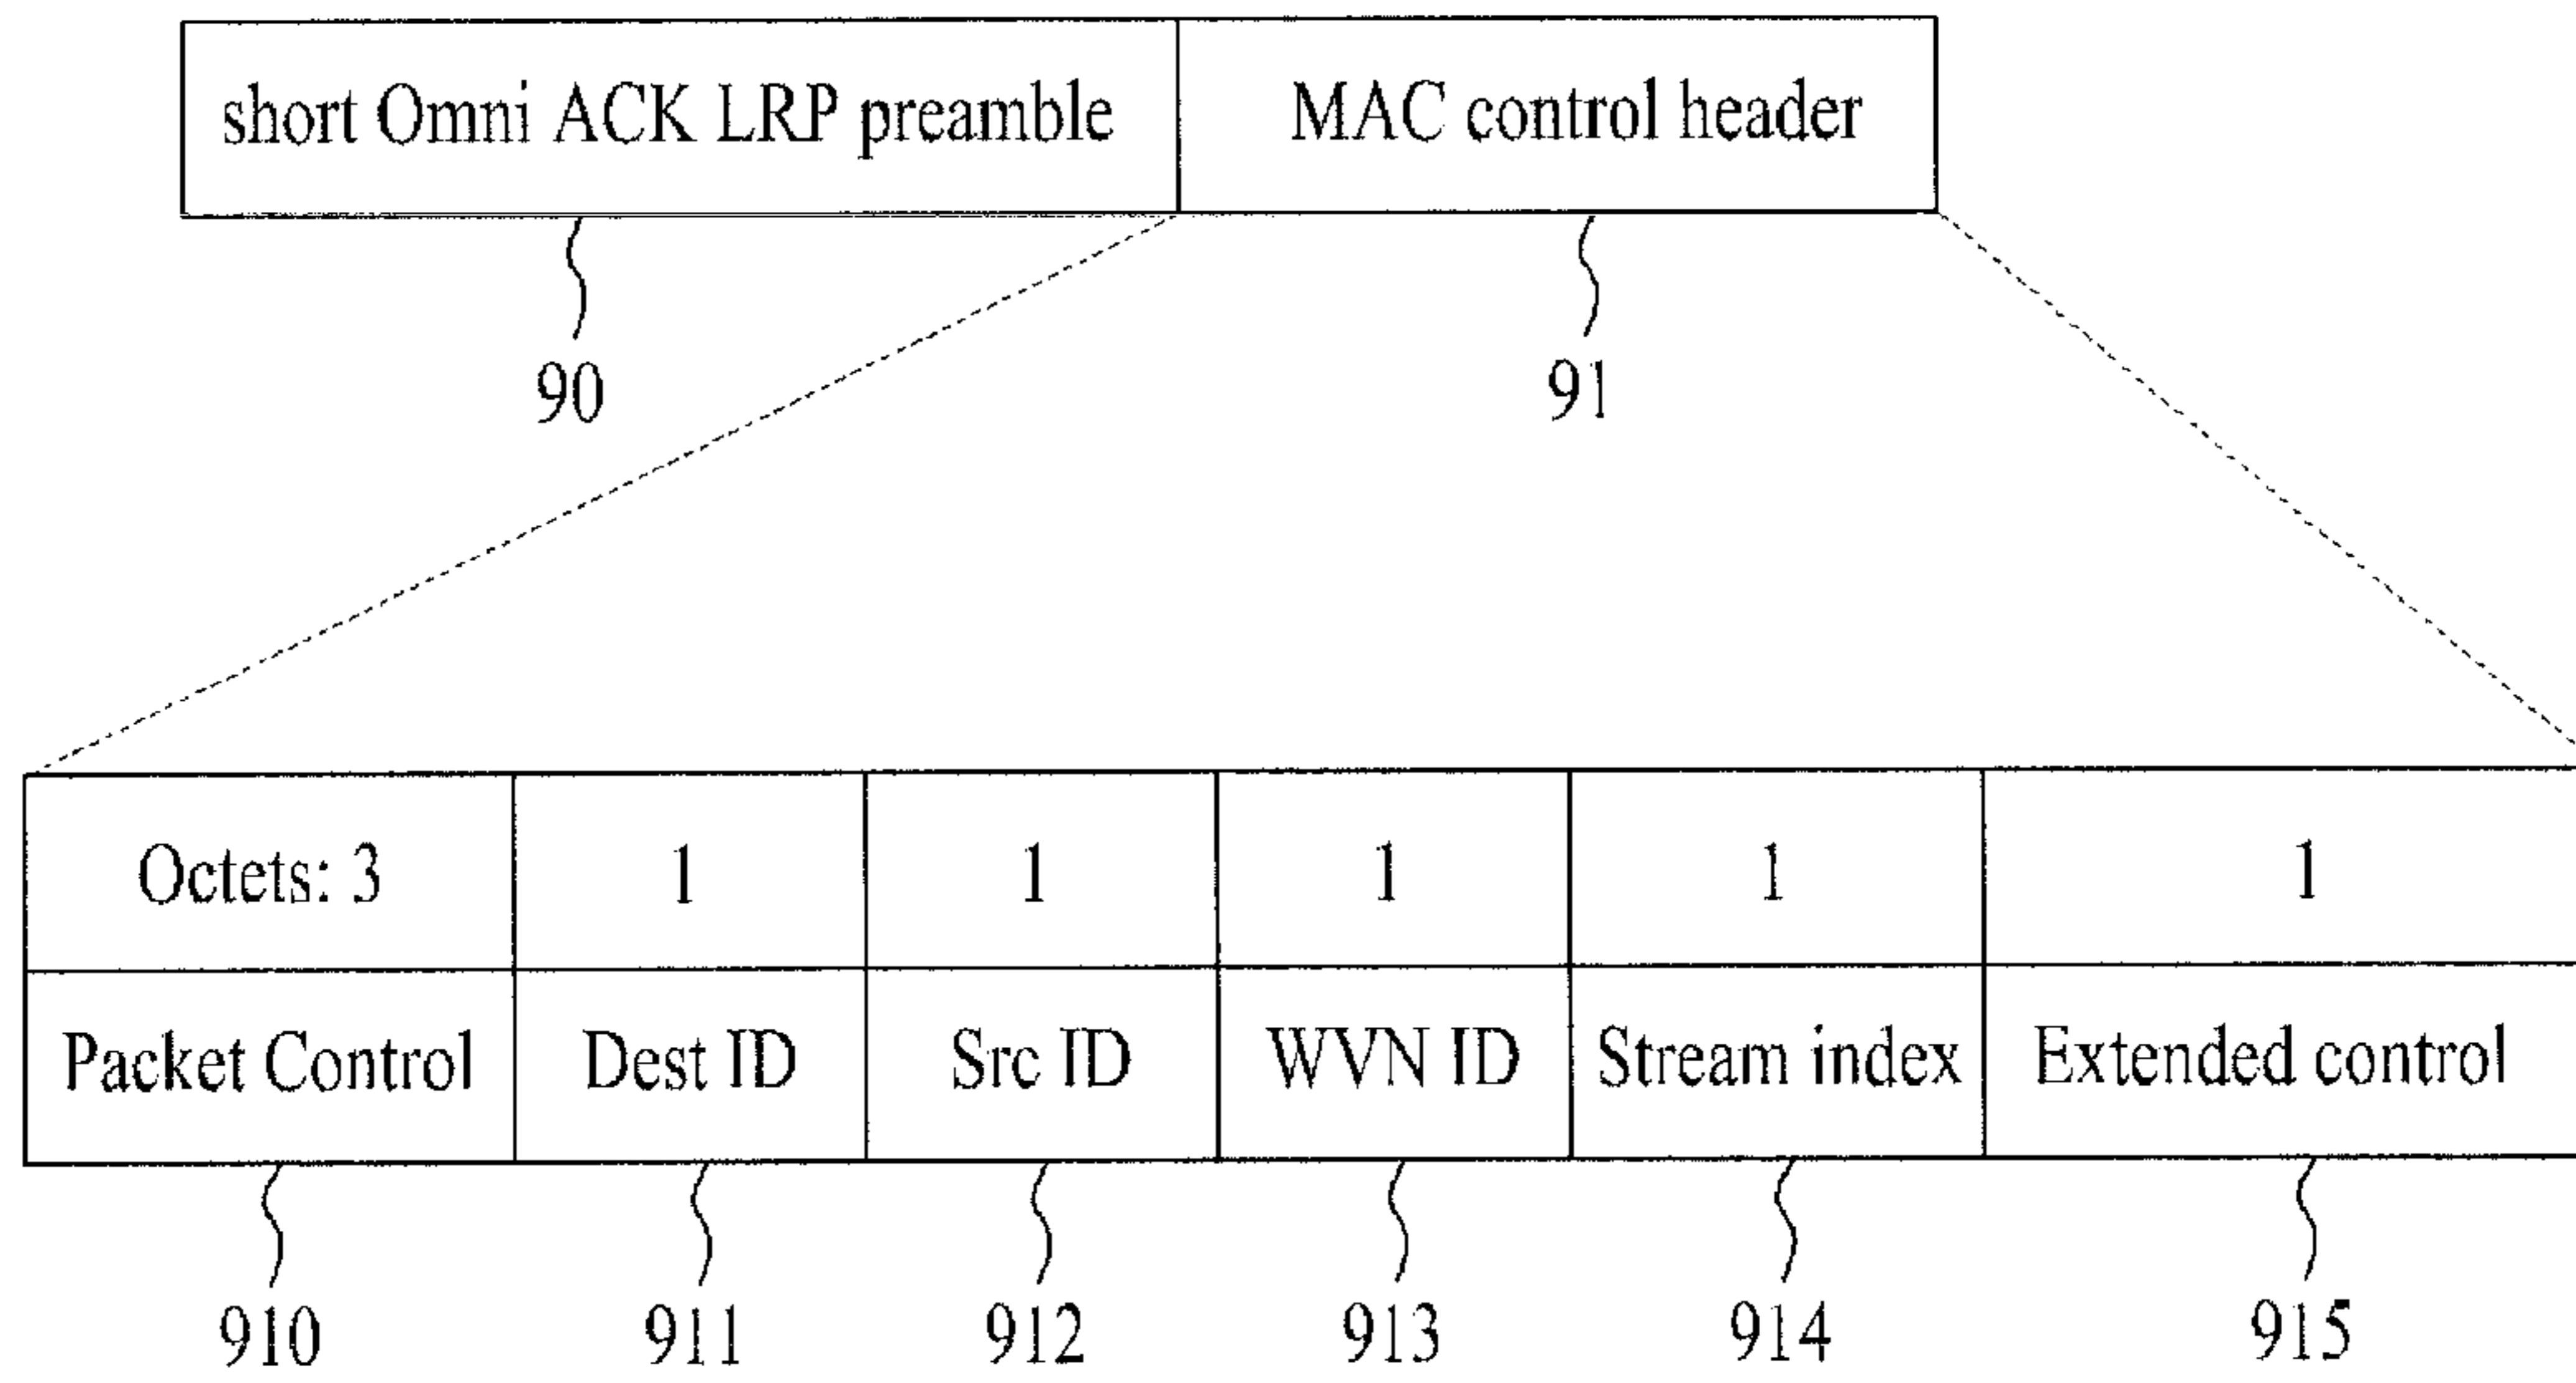 short Omni ACK LRP preamble MAC control header
90 91
Octets: 3 1 1 1 1 1
Packet Control Dest ID Src ID WVN ID Stream index Extended control
910 911 912 913 914 915